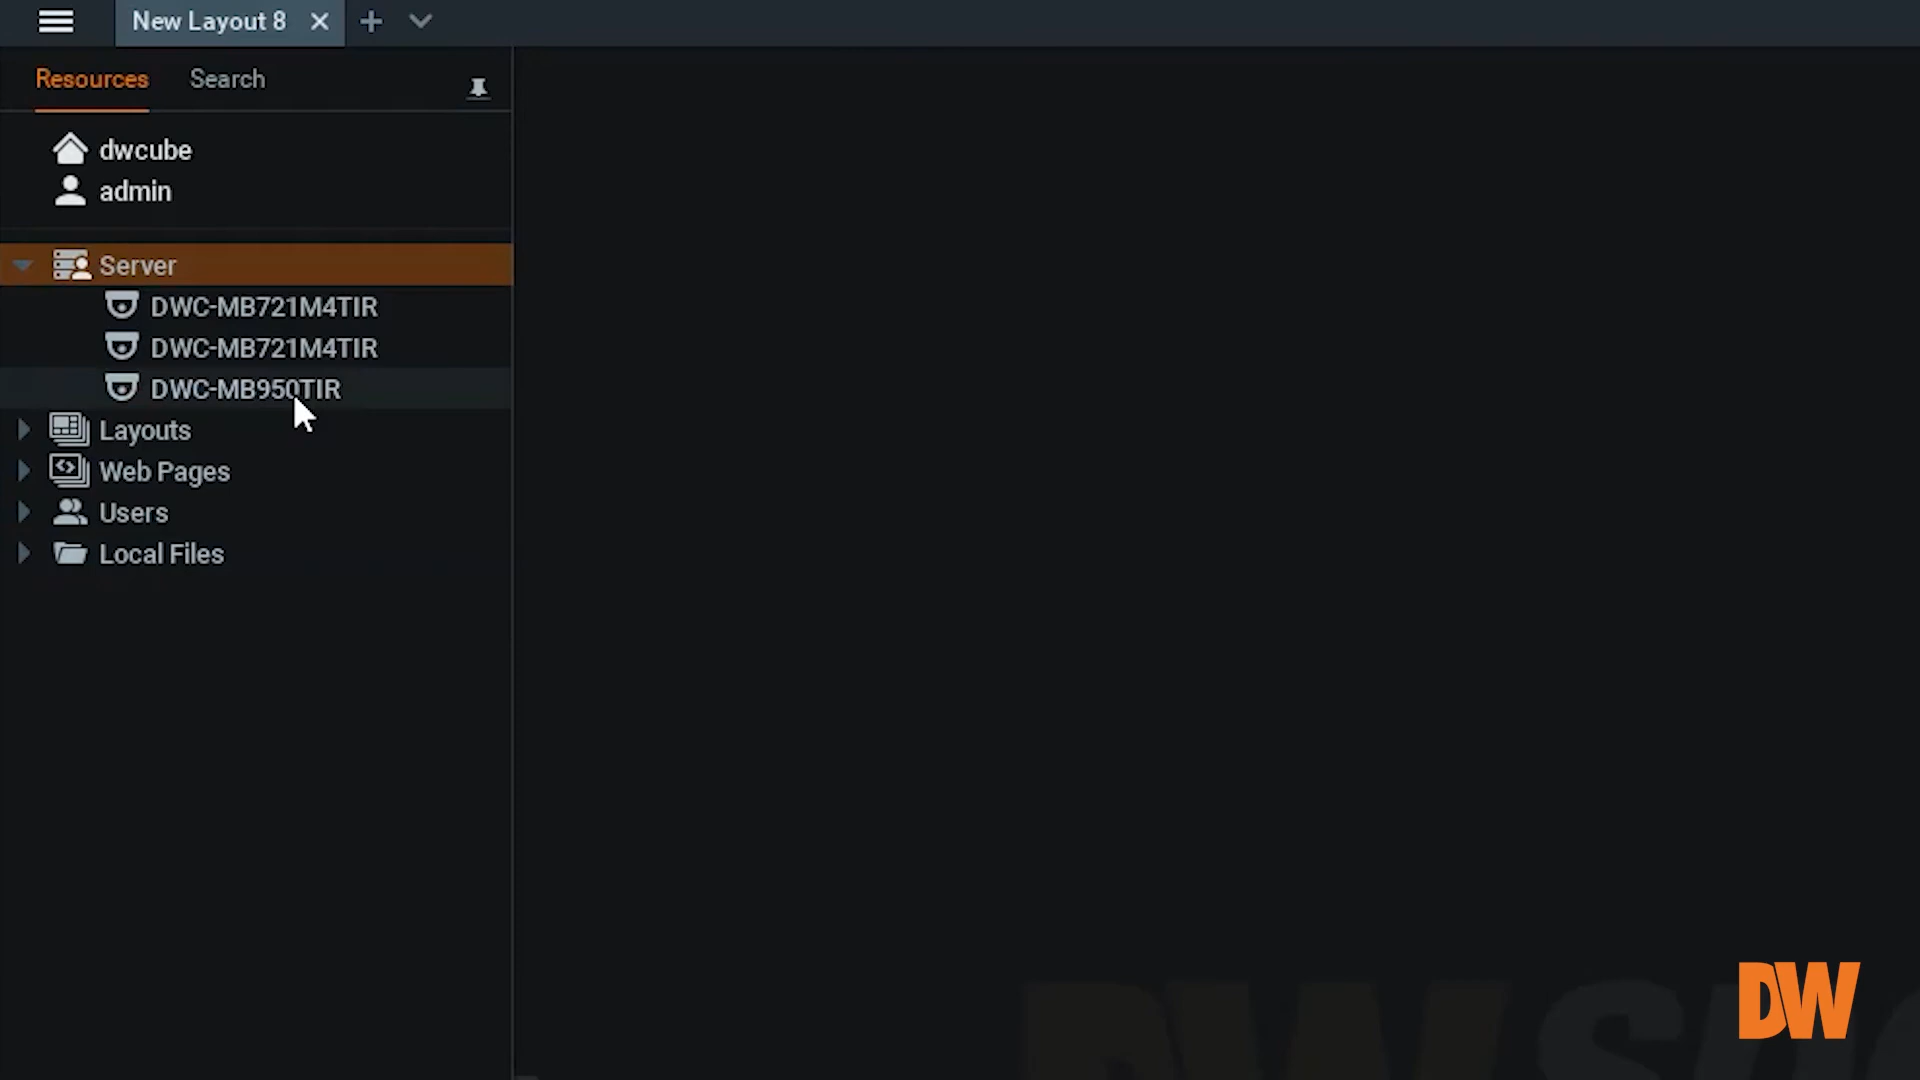 New Layout 8
Resources Search
dwcube
admin
Server
DWC-MB721M4TIR
DWC-MB721M4TIR
DWC-MB950TIR
Layouts
Web Pages
Users
Local Files
DW